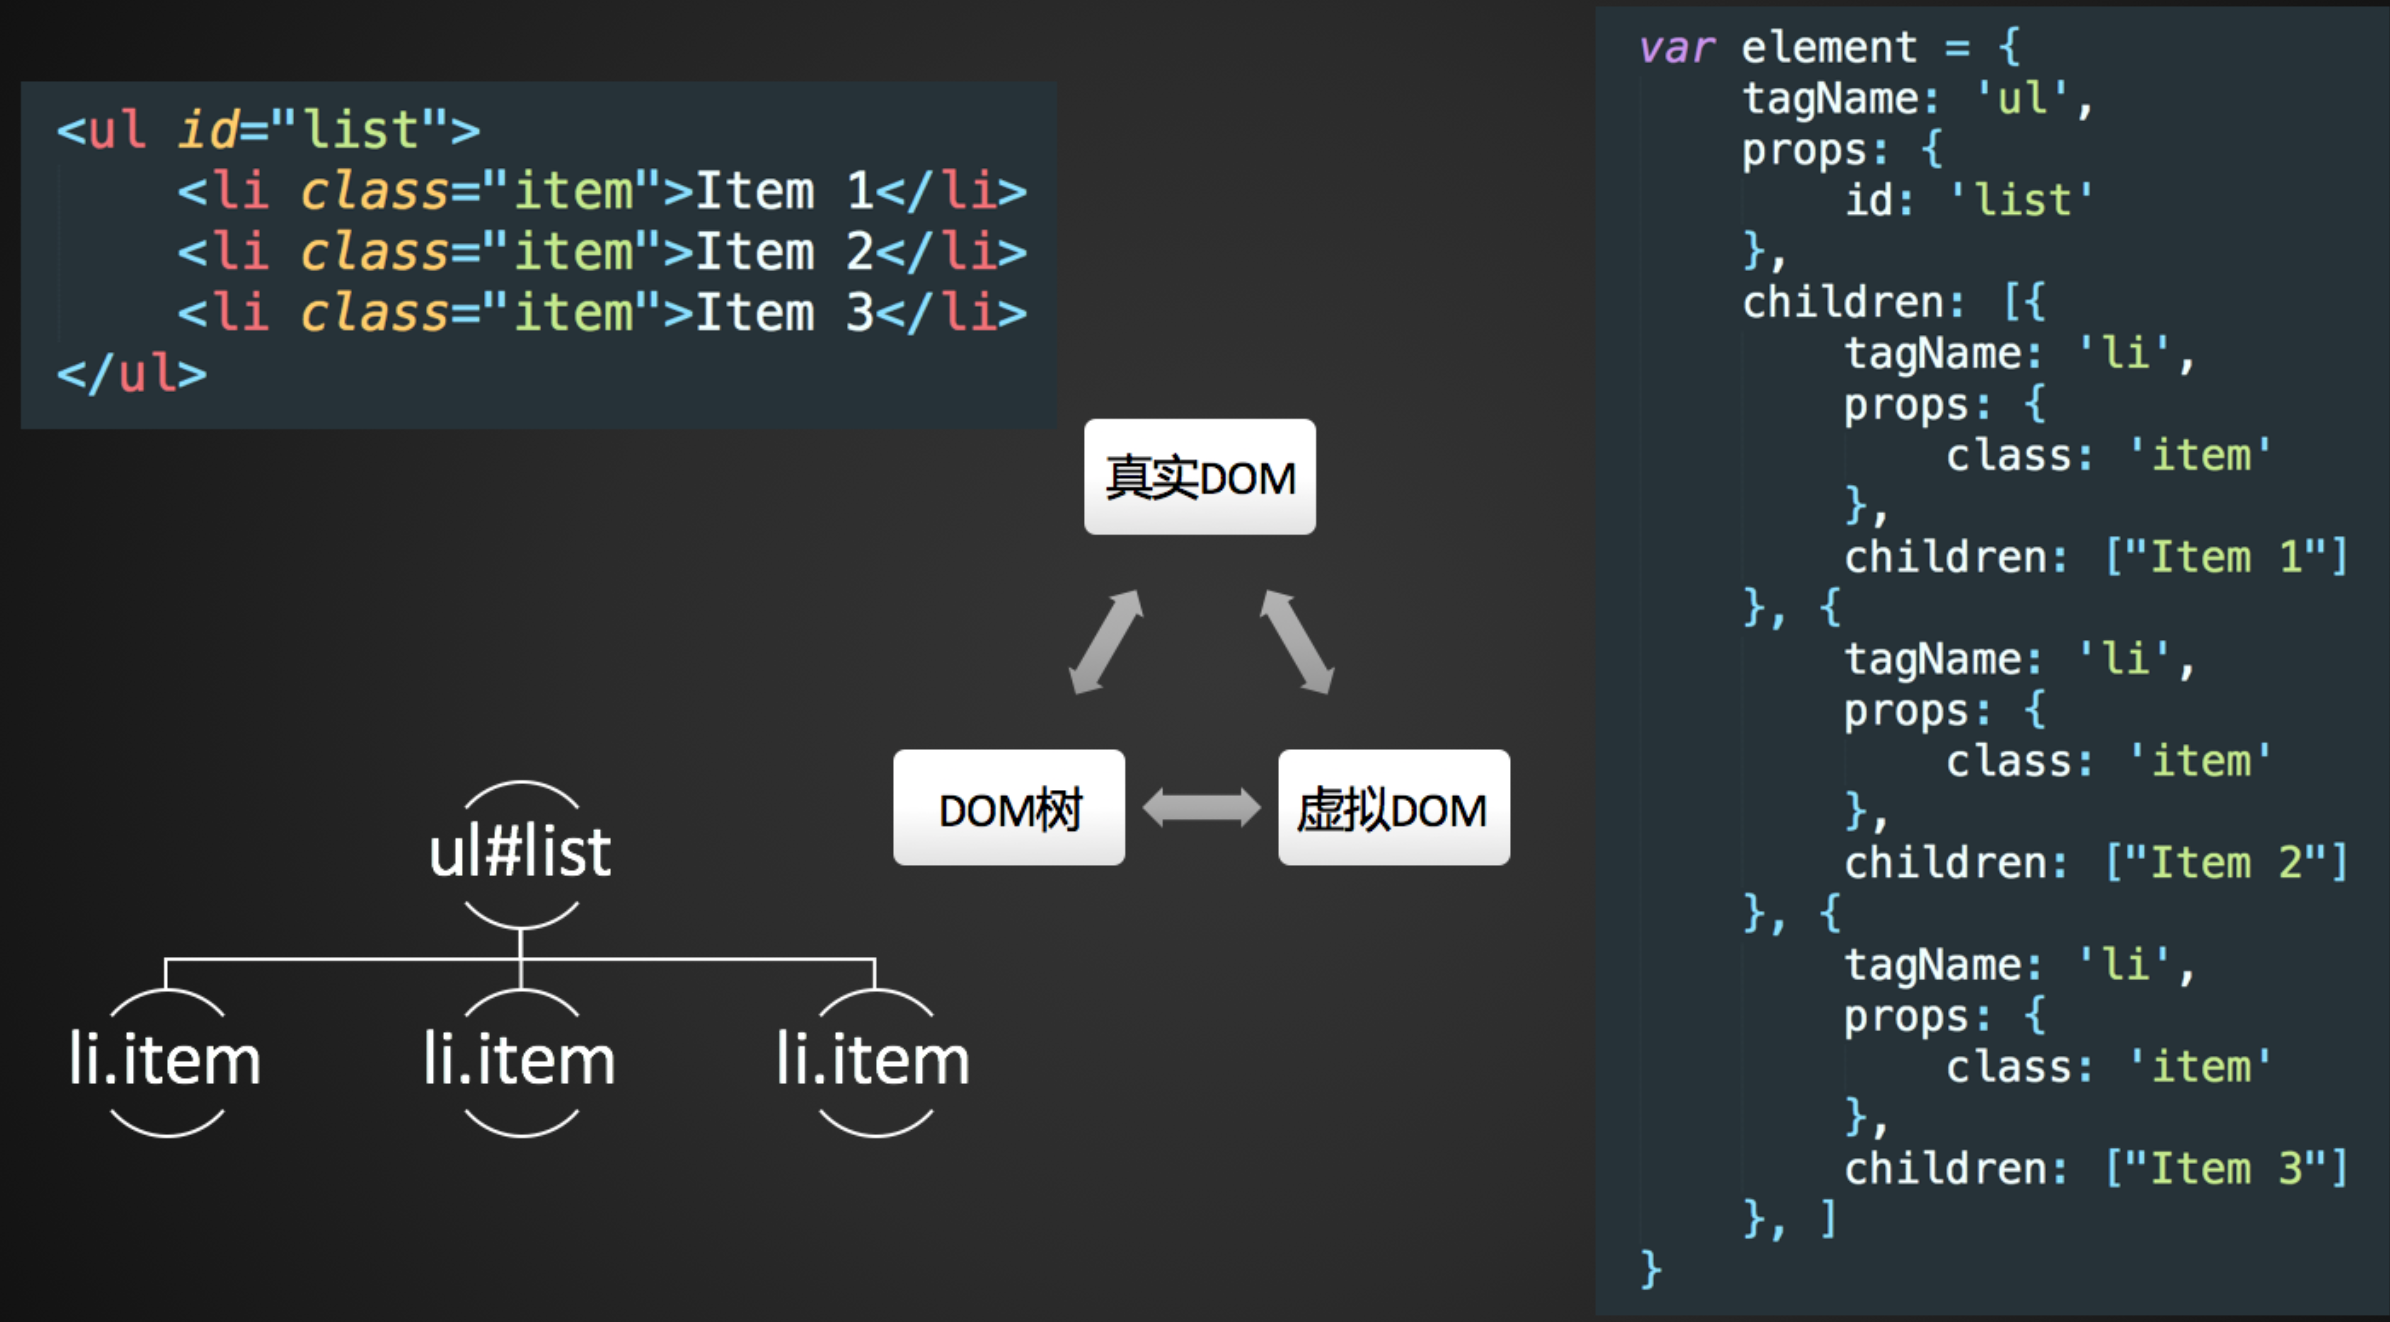 <ul id="list">
    <li class="item">Item 1</li>
    <li class="item">Item 2</li>
    <li class="item">Item 3</li>
</ul>
真实DOM
DOM树
虚拟DOM
ul#list
li.item
li.item
li.item
var element = {
    tagName: 'ul',
    props: {
        id: 'list'
    },
    children: [{
        tagName: 'li',
        props: {
            class: 'item'
        },
        children: ["Item 1"]
    }, {
        tagName: 'li',
        props: {
            class: 'item'
        },
        children: ["Item 2"]
    }, {
        tagName: 'li',
        props: {
            class: 'item'
        },
        children: ["Item 3"]
    }, ]
}